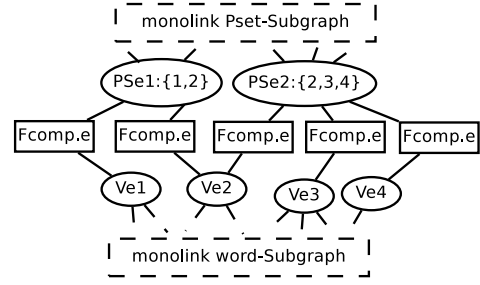 monolink Pset-Subgraph
PSe1:{1,2} PSe2:{2,3,4}
Fcomp.e Fcomp.e Fcomp.e Fcomp.e Fcomp.e
Ve1 Ve2 Ve3 Ve4
monolink word-Subgraph